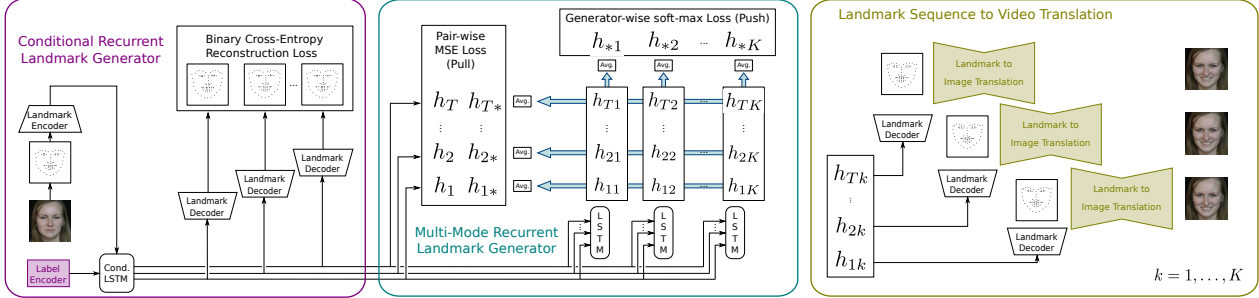 Conditional Recurrent
Landmark Generator
Landmark
Encoder
Label
Encoder
Cond.
LSTM
Binary Cross-Entropy
Reconstruction Loss
...
Landmark
Decoder
Landmark
Decoder
Landmark
Decoder
Pair-wise
MSE Loss
(Pull)
h_T h_{T*}
⋮ ⋮
h_2 h_{2*}
h_1 h_{1*}
Generator-wise soft-max Loss (Push)
h_{*1} h_{*2} ... h_{*K}
Avg. Avg. Avg.
Avg. h_{T1} h_{T2} ... h_{TK}
⋮ ⋮ ⋮
Avg. h_{21} h_{22} ... h_{2K}
Avg. h_{11} h_{12} ... h_{1K}
Multi-Mode Recurrent
Landmark Generator
LSTM
LSTM
LSTM
Landmark Sequence to Video Translation
Landmark to
Image Translation
Landmark to
Image Translation
Landmark to
Image Translation
Landmark
Decoder
Landmark
Decoder
Landmark
Decoder
h_{Tk}
⋮
h_{2k}
h_{1k}
k = 1, . . . , K